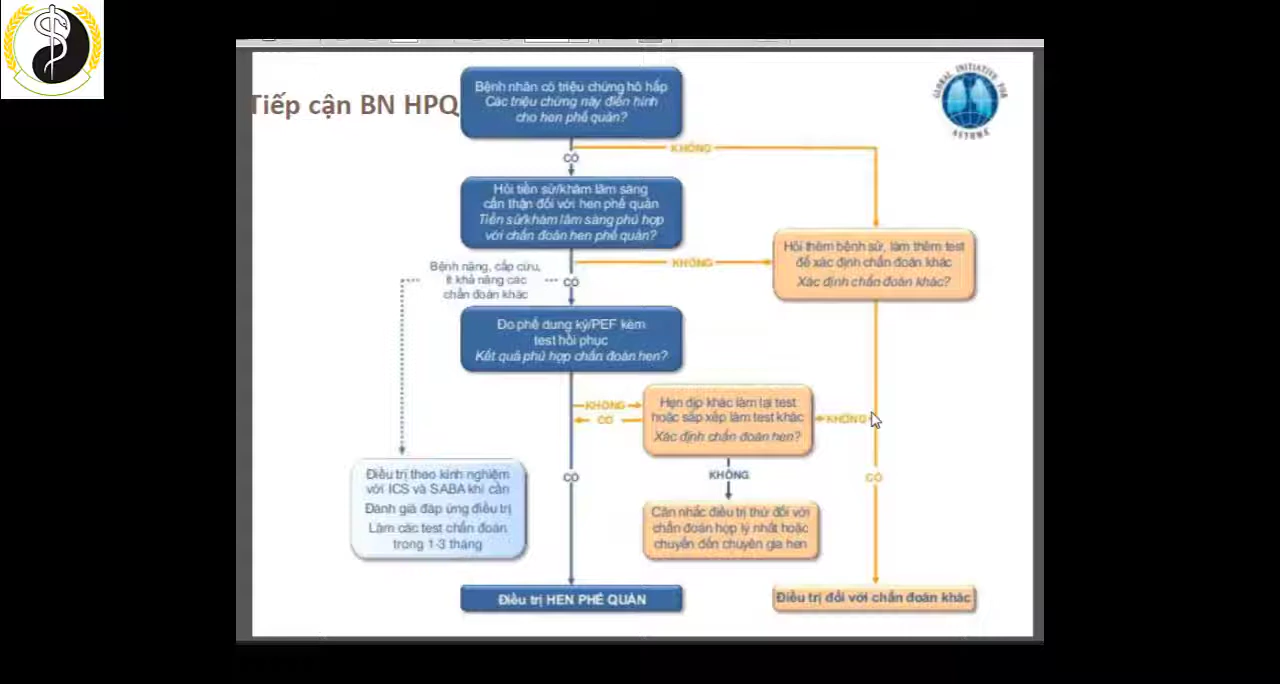 Tiếp cận BN HPQ
GLOBAL INITIATIVE FOR
ASTHMA
Bệnh nhân có triệu chứng hô hấp
Các triệu chứng này điển hình
cho hen phế quản?
KHÔNG
CÓ
Hỏi tiền sử/khám lâm sàng
cẩn thận đối với hen phế quản
Tiền sử/khám lâm sàng phù hợp
với chẩn đoán hen phế quản?
KHÔNG
Hỏi thêm bệnh sử, làm thêm test
để xác định chẩn đoán khác
Xác định chẩn đoán khác?
Bệnh nặng, cấp cứu,
ít khả năng các
chẩn đoán khác
CÓ
Đo phế dung ký/PEF kèm
test hồi phục
Kết quả phù hợp chẩn đoán hen?
KHÔNG
CÓ
Hẹn dịp khác làm lại test
hoặc sắp xếp làm test khác
Xác định chẩn đoán hen?
KHÔNG
Điều trị theo kinh nghiệm
với ICS và SABA khi cần
Đánh giá đáp ứng điều trị
Làm các test chẩn đoán
trong 1-3 tháng
CÓ
KHÔNG
CÓ
Cân nhắc điều trị thử đối với
chẩn đoán hợp lý nhất hoặc
chuyển đến chuyên gia hen
Điều trị HEN PHẾ QUẢN
Điều trị đối với chẩn đoán khác